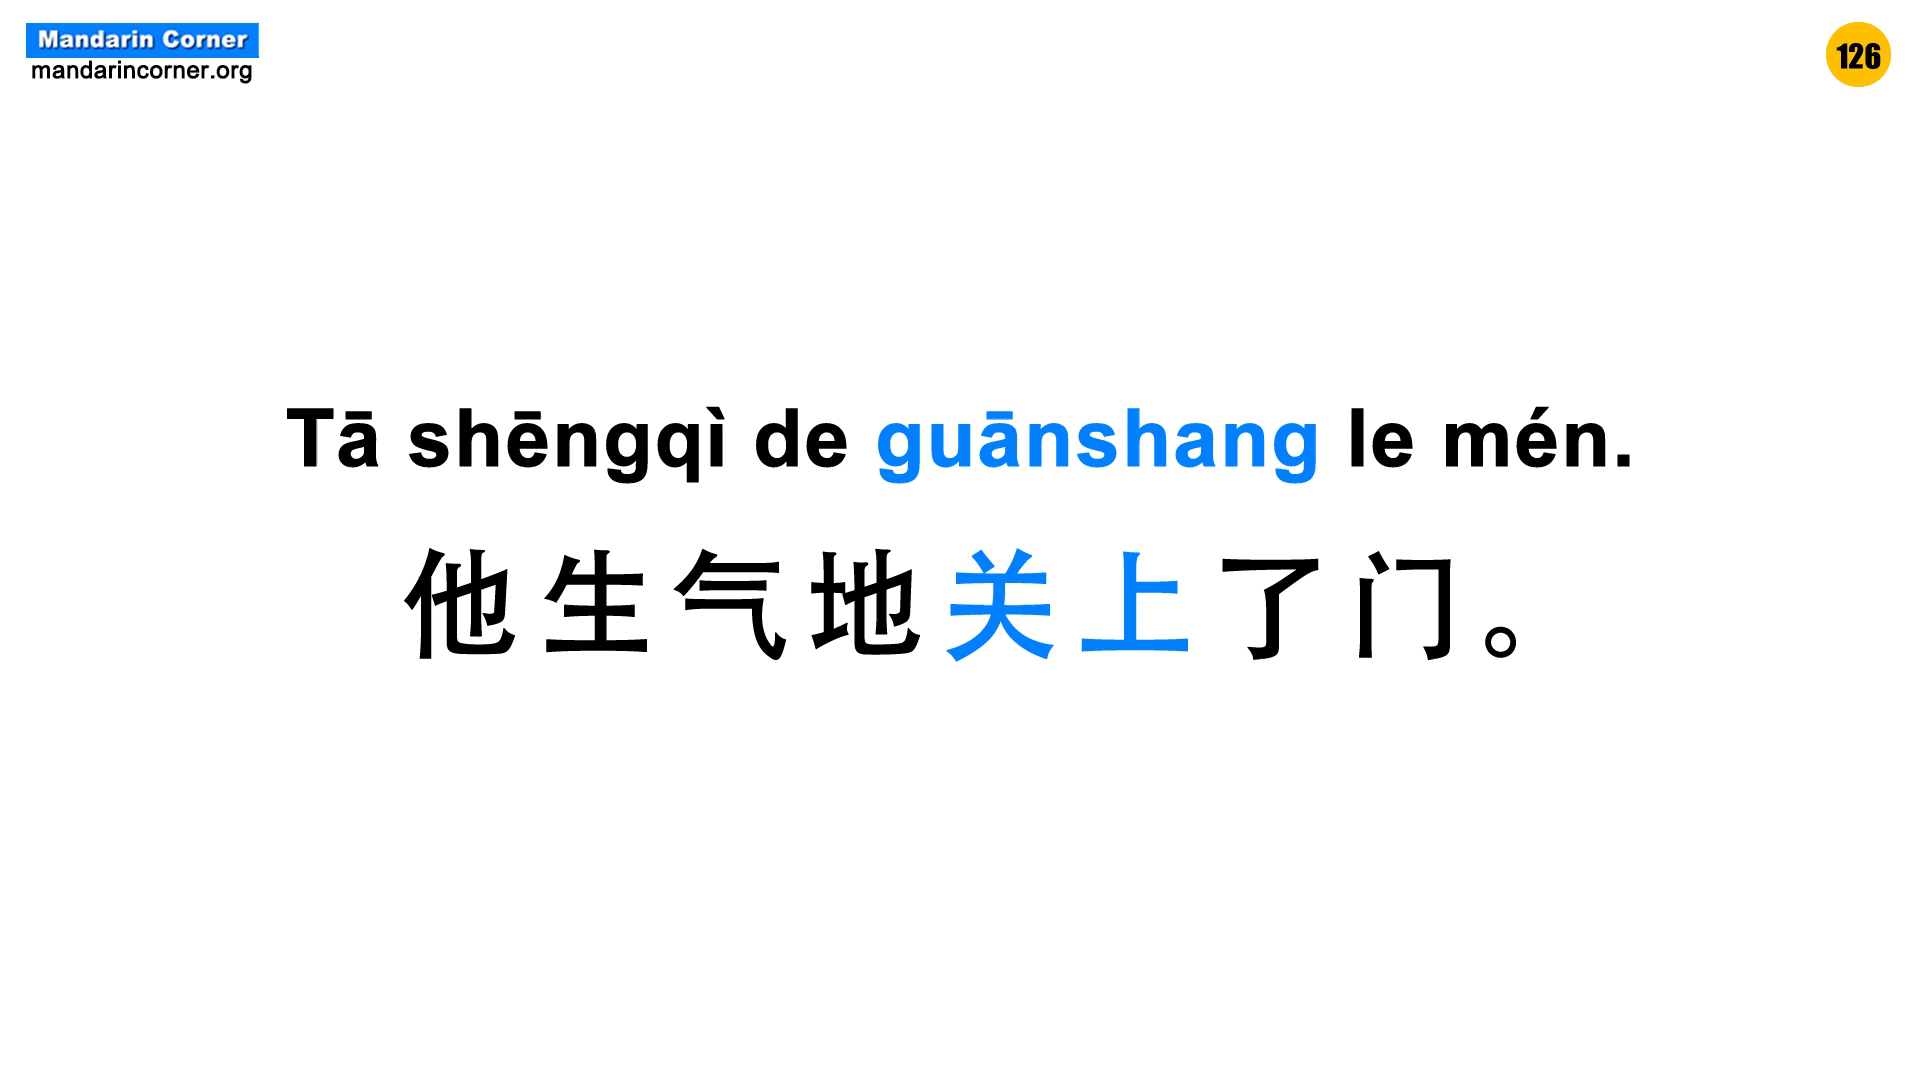 Mandarin Corner
mandarincorner.org
126
Tā shēngqì de guānshang le mén.
他生气地关上了门。